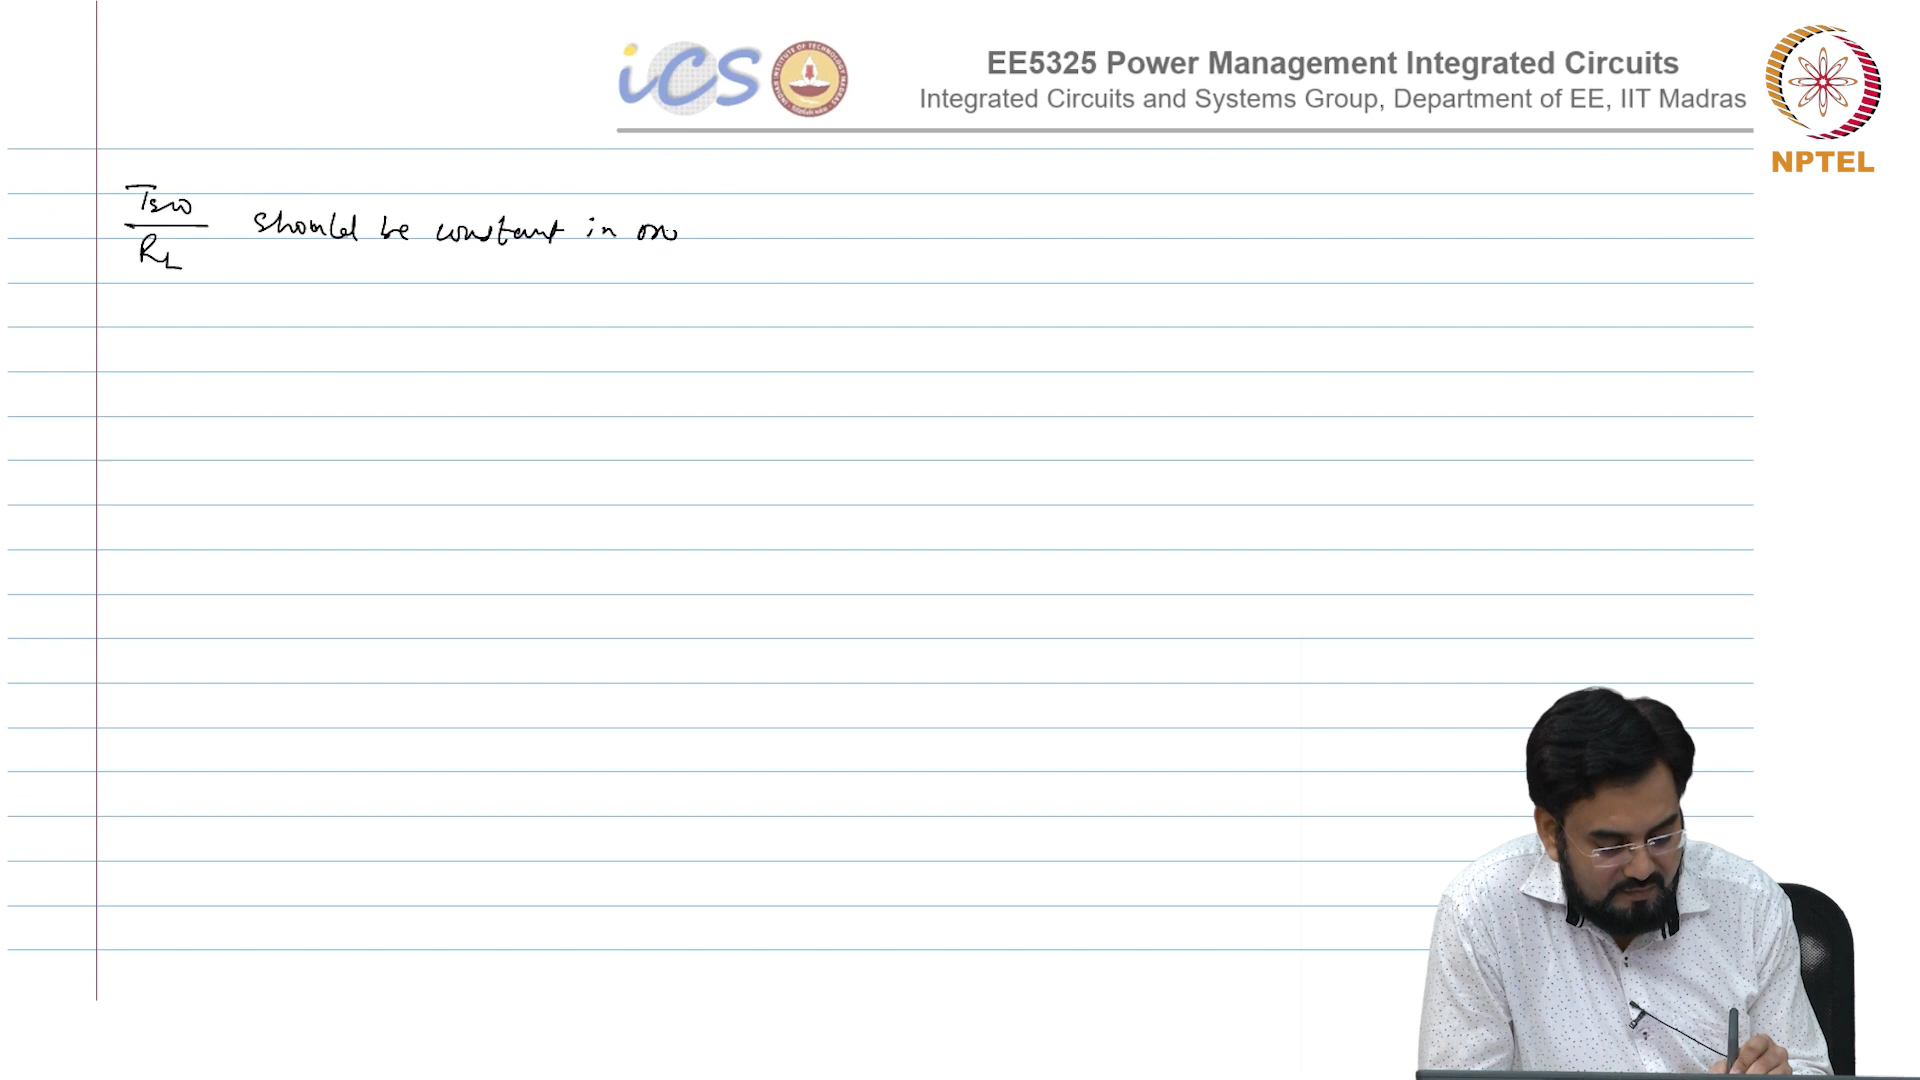 iCS
EE5325 Power Management Integrated Circuits
Integrated Circuits and Systems Group, Department of EE, IIT Madras
NPTEL
Tsw
RL
should be constant in